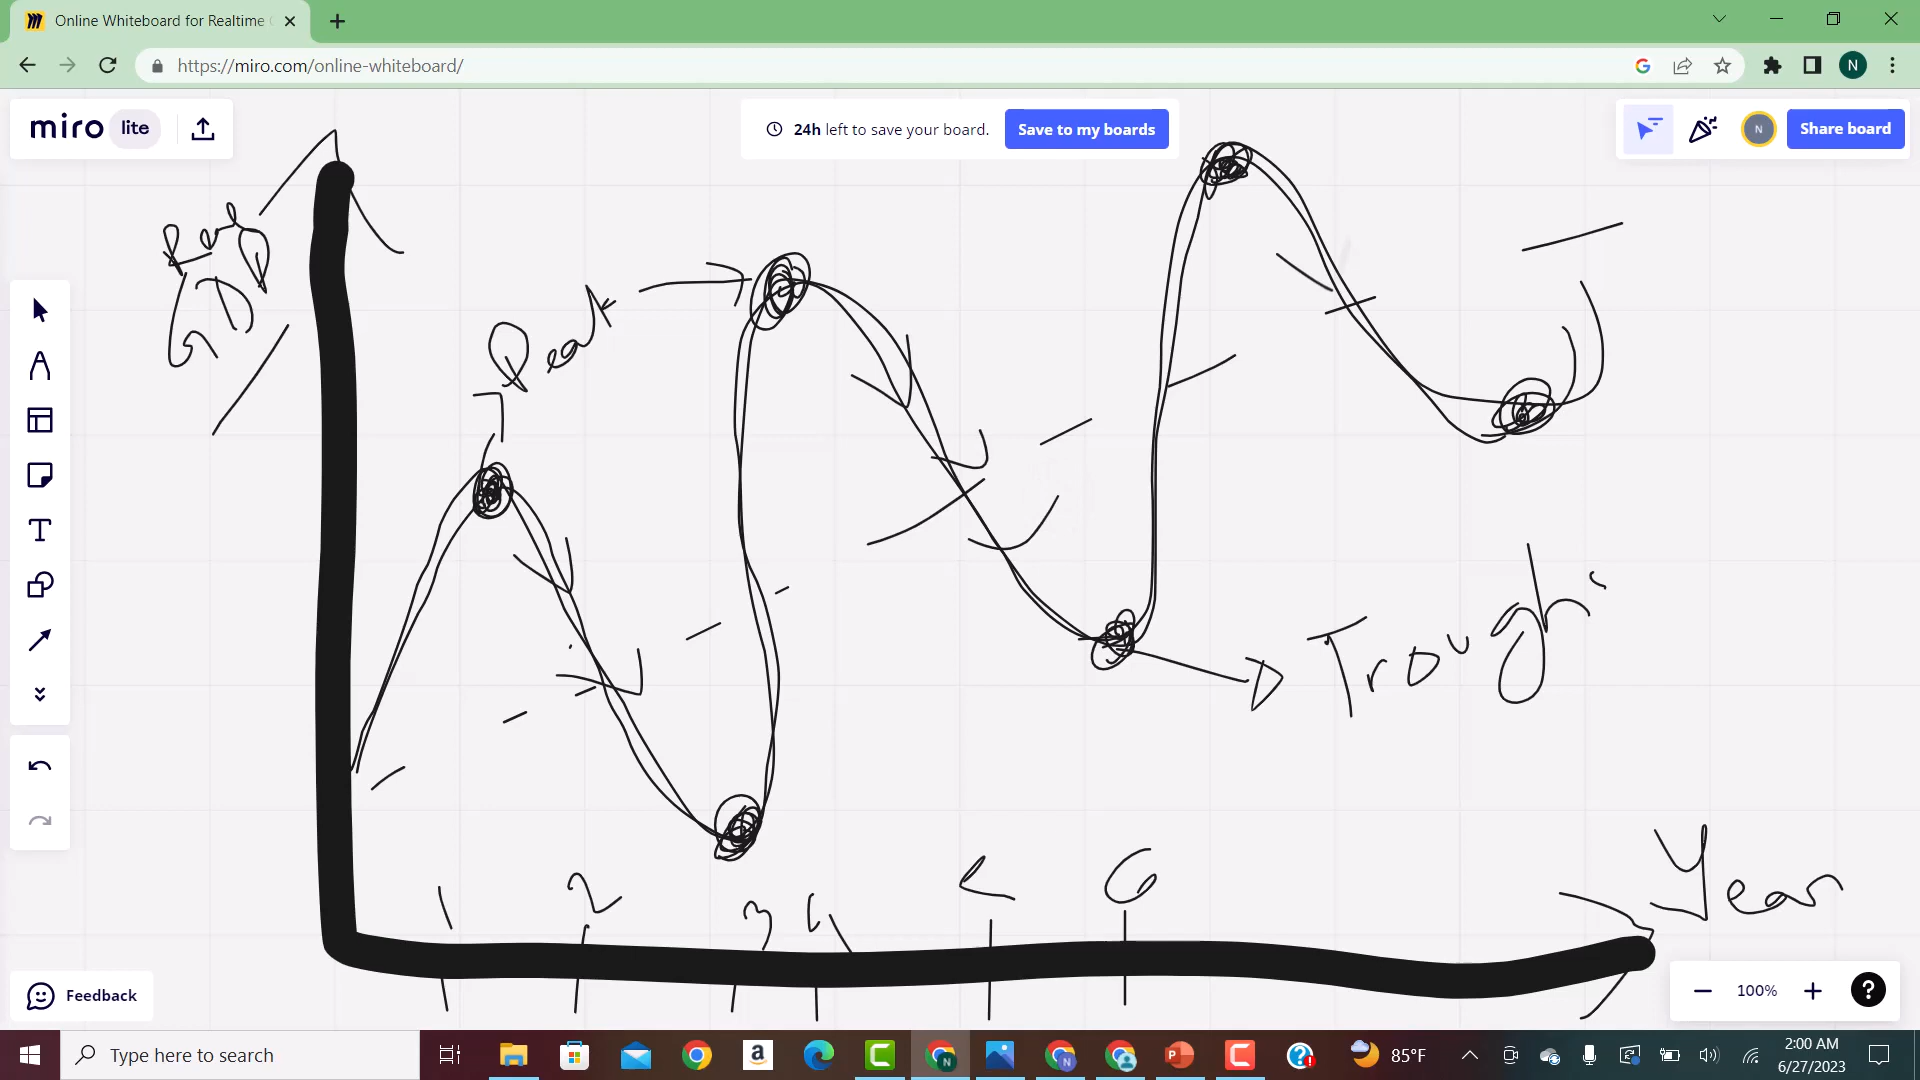 Online Whiteboard for Realtime
https://miro.com/online-whiteboard/
N
miro lite
24h left to save your board.
Save to my boards
N
Share board
GDP
Peak
Trough
1 2 3 4 5 6
Year
Feedback
100%
?
Type here to search
85°F
2:00 AM
6/27/2023